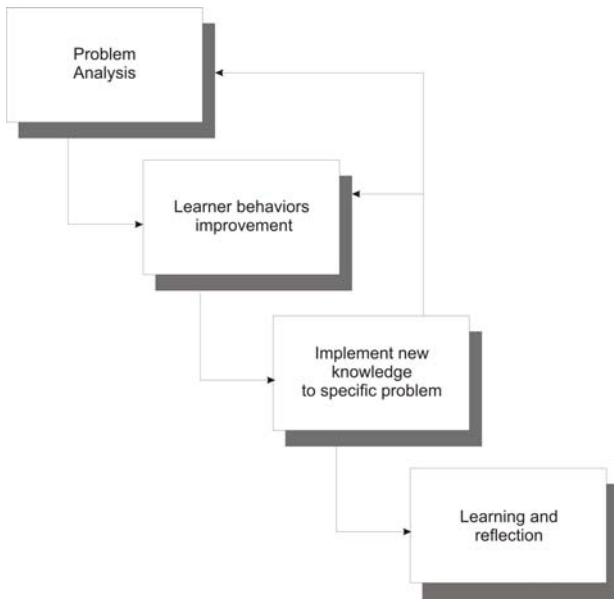 Problem
Analysis
Learner behaviors
improvement
Implement new
knowledge
to specific problem
Learning and
reflection